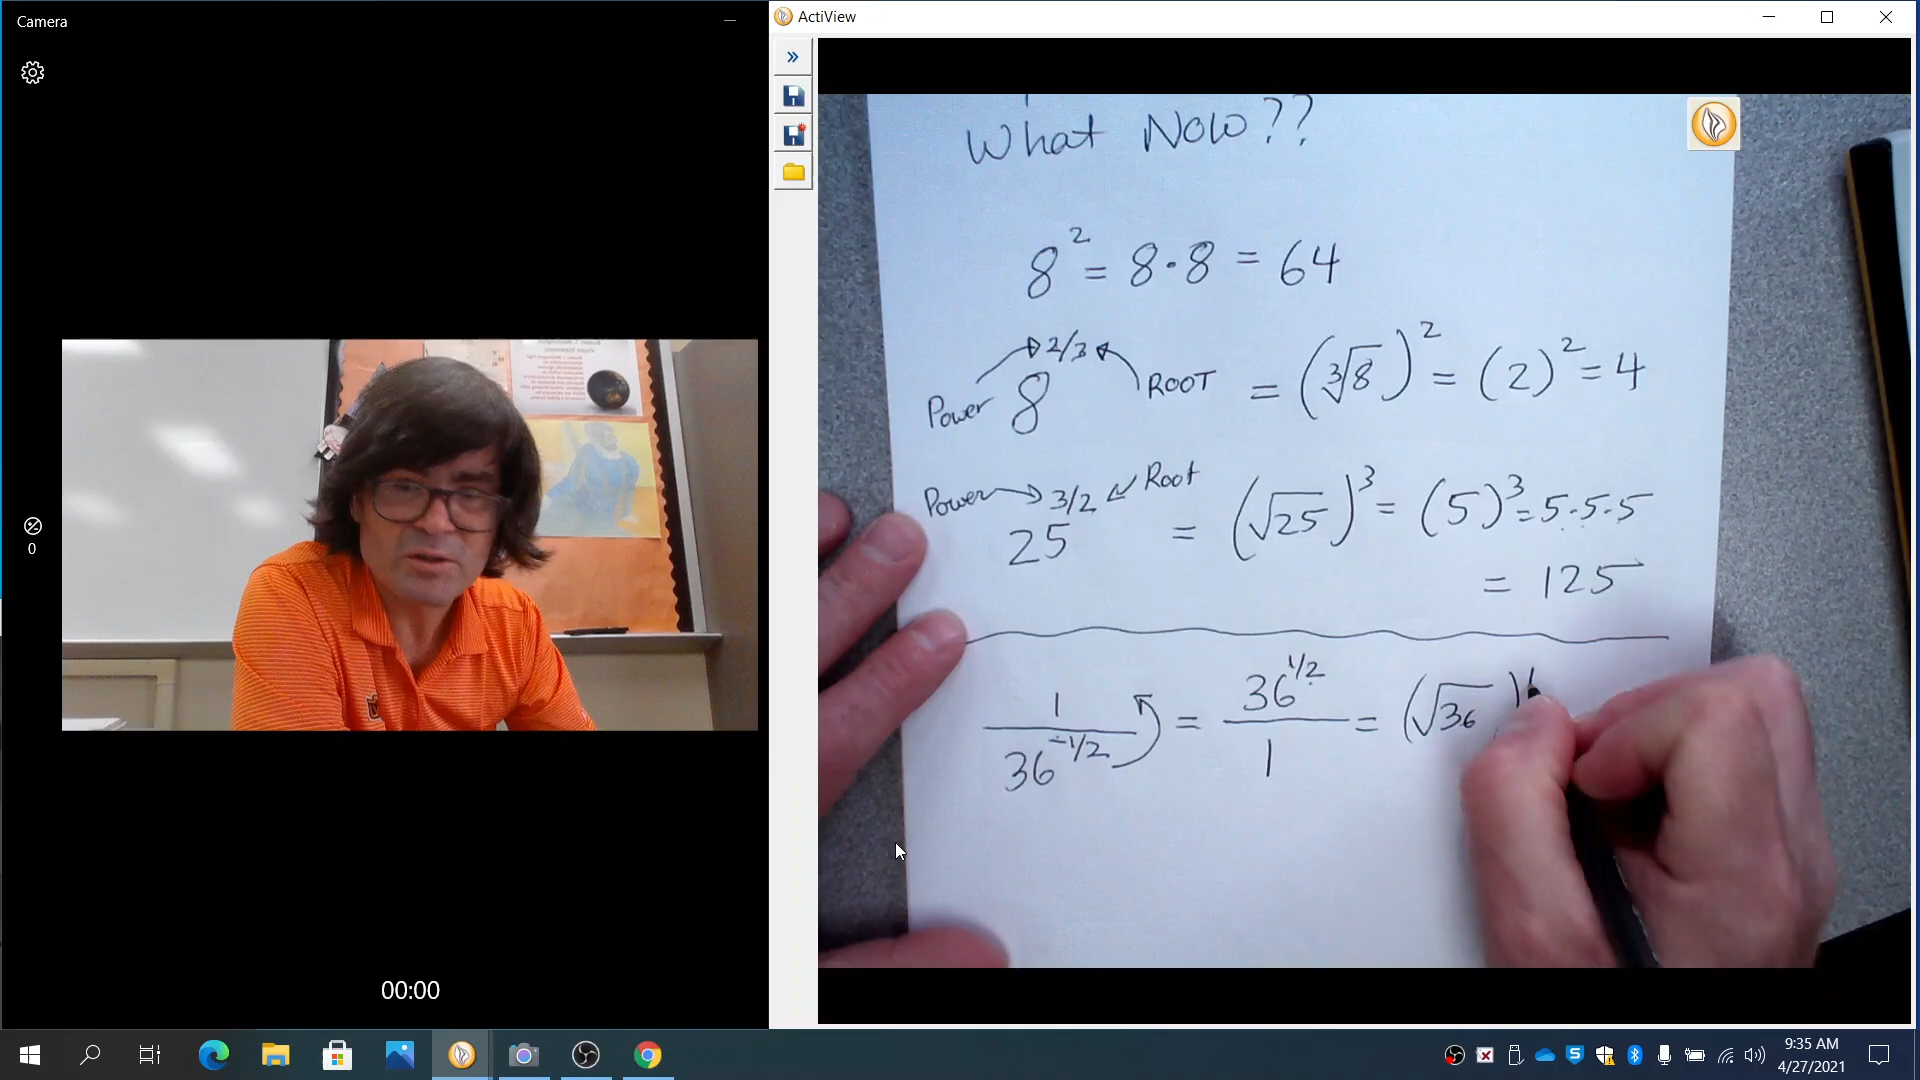 Camera
ActiView
0
00:00
What Now??
8² = 8·8 = 64
Power 8^2/3 ROOT = (∛8)² = (2)² = 4
Power 25^3/2 Root = (√25)³ = (5)³ = 5·5·5
= 125
1/36^-1/2 = 36^1/2/1 = (√36)^1
9:35 AM
4/27/2021